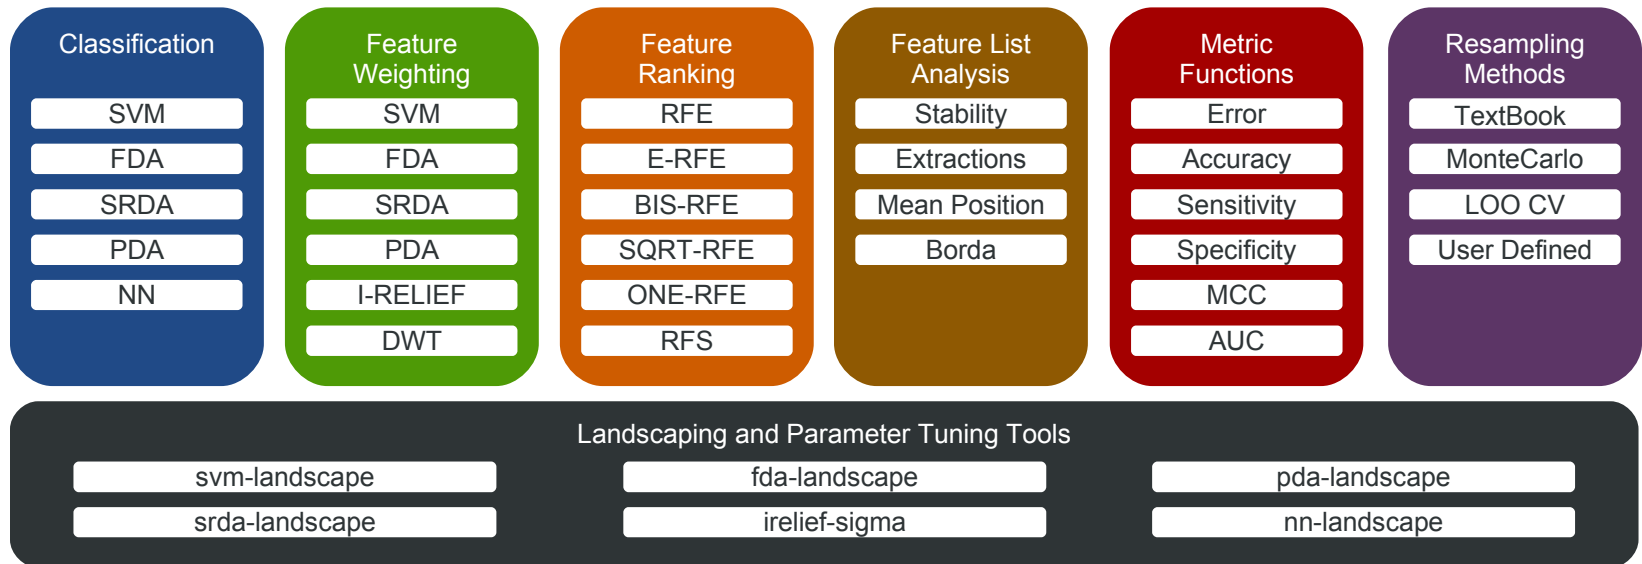 Classification
SVM
FDA
SRDA
PDA
NN
Feature
Weighting
SVM
FDA
SRDA
PDA
I-RELIEF
DWT
Feature
Ranking
RFE
E-RFE
BIS-RFE
SQRT-RFE
ONE-RFE
RFS
Feature List
Analysis
Stability
Extractions
Mean Position
Borda
Metric
Functions
Error
Accuracy
Sensitivity
Specificity
MCC
AUC
Resampling
Methods
TextBook
MonteCarlo
LOO CV
User Defined
Landscaping and Parameter Tuning Tools
svm-landscape
fda-landscape
pda-landscape
srda-landscape
irelief-sigma
nn-landscape